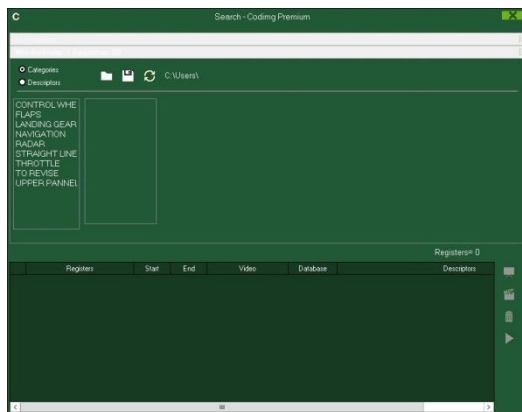 C Search - Codimg Premium X
Categories
Descriptors
C:\Users\
CONTROL WHE
FLAPS
LANDING GEAR
NAVIGATION
RADAR
STRAIGHT LINE
THROTTLE
TO REVISE
UPPER PANNEL
Registers= 0
Registers Start End Video Database Descriptors